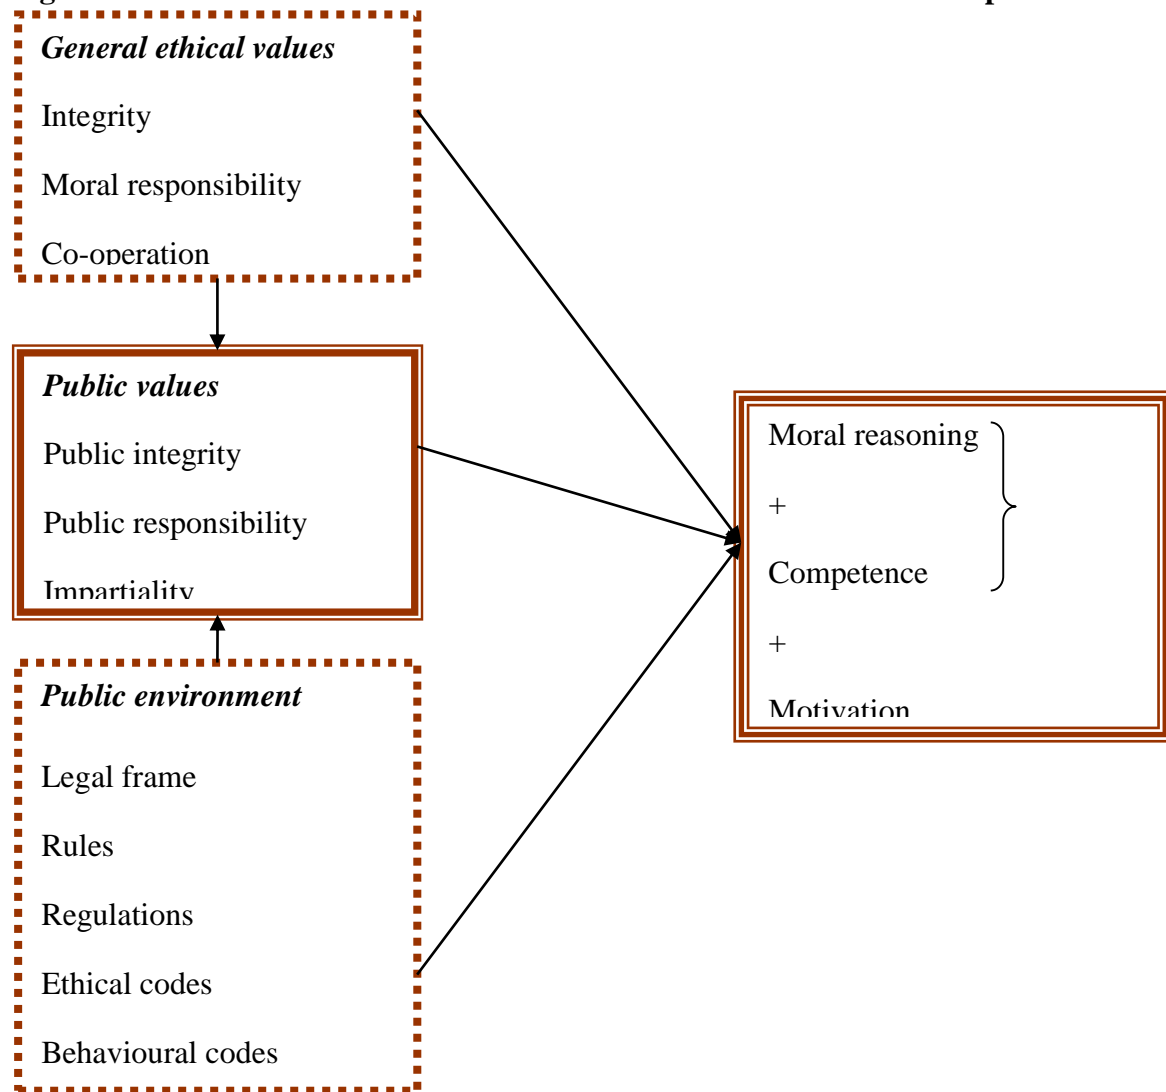 General ethical values
Integrity
Moral responsibility
Co-operation
Public values
Public integrity
Public responsibility
Impartiality
Public environment
Legal frame
Rules
Regulations
Ethical codes
Behavioural codes
Moral reasoning
+
Competence
+
Motivation